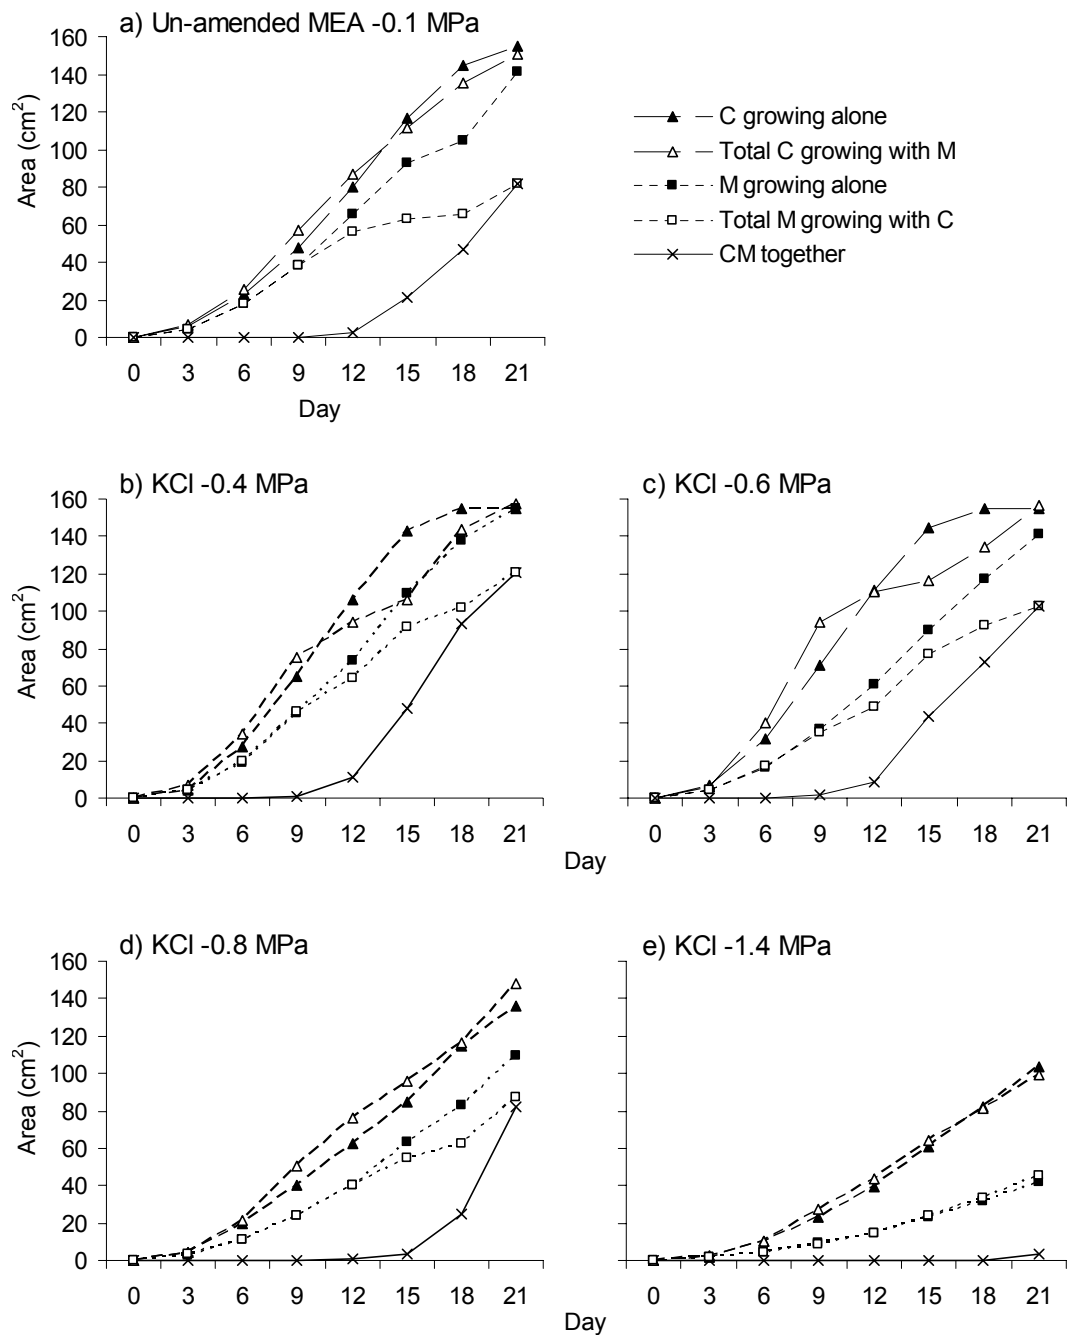 a) Un-amended MEA -0.1 MPa
160
140
120
100
80
60
40
20
0
Area (cm²)
0 3 6 9 12 15 18 21
Day
C growing alone
Total C growing with M
M growing alone
Total M growing with C
CM together
b) KCl -0.4 MPa
160
140
120
100
80
60
40
20
0
Area (cm²)
0 3 6 9 12 15 18 21
c) KCl -0.6 MPa
0 3 6 9 12 15 18 21
Day
d) KCl -0.8 MPa
160
140
120
100
80
60
40
20
0
Area (cm²)
0 3 6 9 12 15 18 21
e) KCl -1.4 MPa
0 3 6 9 12 15 18 21
Day